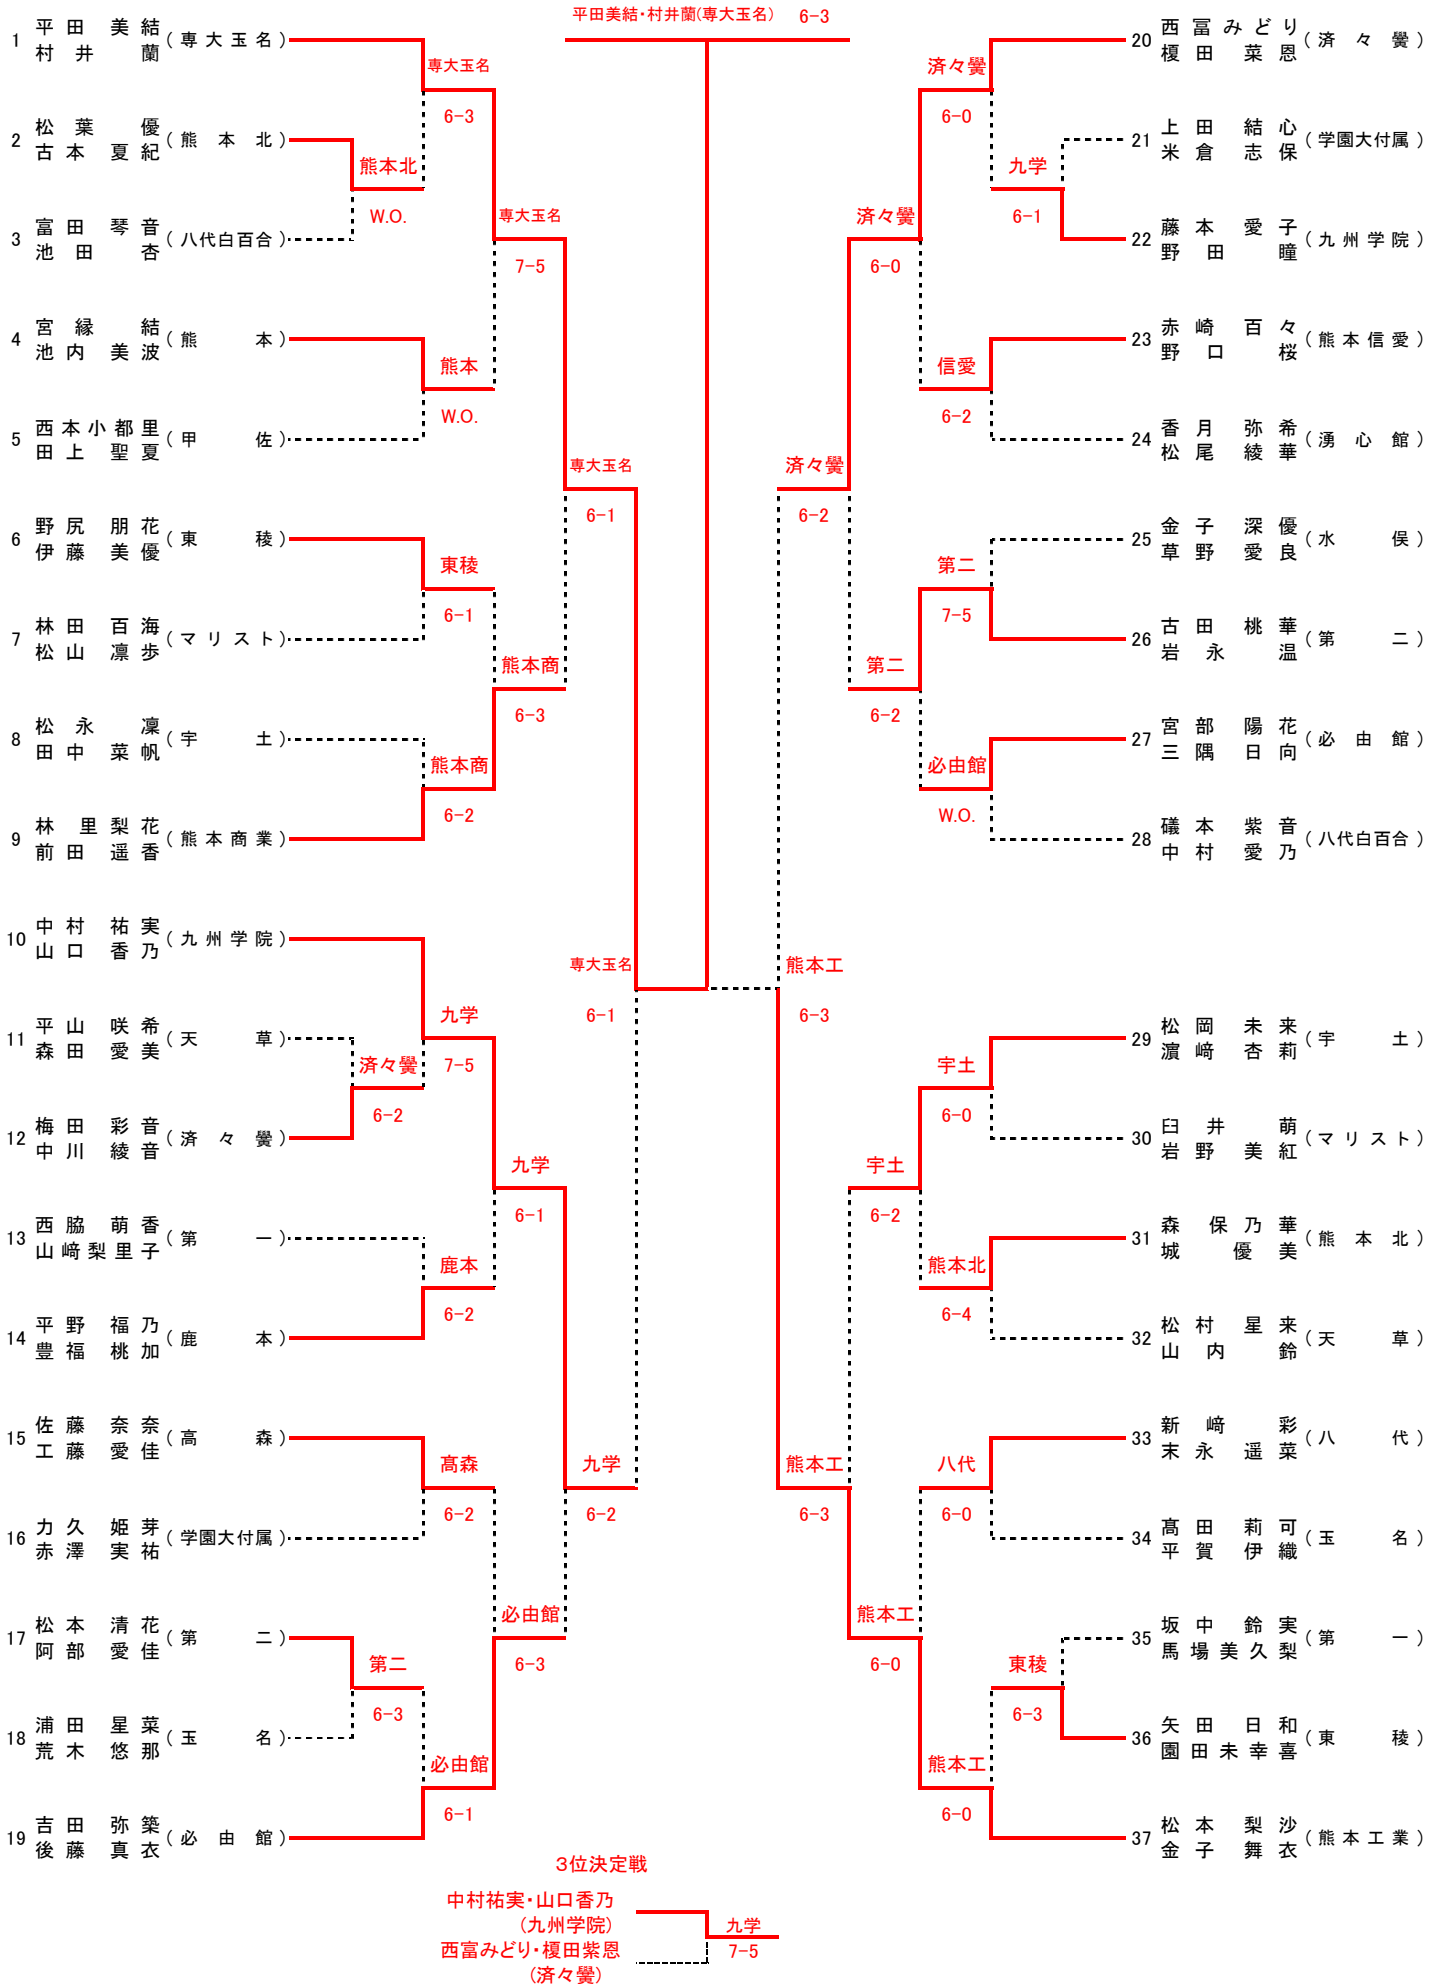 平田美結・村井蘭(専大玉名) 6-3
1 平田 美結 (専大玉名)
村井 蘭
専大玉名
6-3
2 松葉 優 (熊本北)
古本夏紀
熊本北
W.O.
3 富田琴音 (八代白百合)
池田 杏
専大玉名
7-5
4 宮縁 結 (熊本)
池内美波
熊本
W.O.
5 西本小都里 (甲佐)
田上聖夏
専大玉名
6-1
6 野尻朋花 (東稜)
伊藤美優
東稜
6-1
7 林田百海 (マリスト)
松山凛歩
熊本商
6-3
8 松永 凜 (宇土)
田中菜帆
熊本商
6-2
9 林 里梨花 (熊本商業)
前田遥香
専大玉名
6-1
10 中村祐実 (九州学院)
山口香乃
九学
7-5
11 平山咲希 (天草)
森田愛美
済々黌
6-2
12 梅田彩音 (済々黌)
中川綾音
九学
6-1
13 西脇萌香 (第一)
山﨑梨里子
鹿本
6-2
14 平野福乃 (鹿本)
豊福桃加
九学
6-2
15 佐藤奈奈 (高森)
工藤愛佳
髙森
6-2
16 力久姫芽 (学園大付属)
赤澤実祐
必由館
6-3
17 松本清花 (第二)
阿部愛佳
第二
6-3
18 浦田星菜 (玉名)
荒木悠那
必由館
6-1
19 吉田弥築 (必由館)
後藤真衣
20 西冨みどり (済々黌)
榎田菜恩
済々黌
6-0
21 上田結心 (学園大付属)
米倉志保
九学
6-1
22 藤本愛子 (九州学院)
野田 瞳
済々黌
6-0
23 赤崎百々 (熊本信愛)
野口 桜
信愛
6-2
24 香月弥希 (湧心館)
松尾綾華
済々黌
6-2
25 金子深優 (水俣)
草野愛良
第二
7-5
26 古田桃華 (第二)
岩永 温
第二
6-2
27 宮部陽花 (必由館)
三隅日向
必由館
W.O.
28 礒本紫音 (八代白百合)
中村愛乃
熊本工
6-3
29 松岡未来 (宇土)
濵﨑杏莉
宇土
6-0
30 臼井 萌 (マリスト)
岩野美紅
宇土
6-2
31 森 保乃華 (熊本北)
城 優美
熊本北
6-4
32 松村星来 (天草)
山内 鈴
熊本工
6-3
33 新﨑 彩 (八代)
末永遥菜
八代
6-0
34 髙田莉可 (玉名)
平賀伊織
熊本工
6-0
35 坂中鈴実 (第一)
馬場美久梨
東稜
6-3
36 矢田日和 (東稜)
園田未幸喜
熊本工
6-0
37 松本梨沙 (熊本工業)
金子舞衣
3位決定戦
中村祐実・山口香乃
(九州学院)
九学
7-5
西富みどり・榎田紫恩
(済々黌)